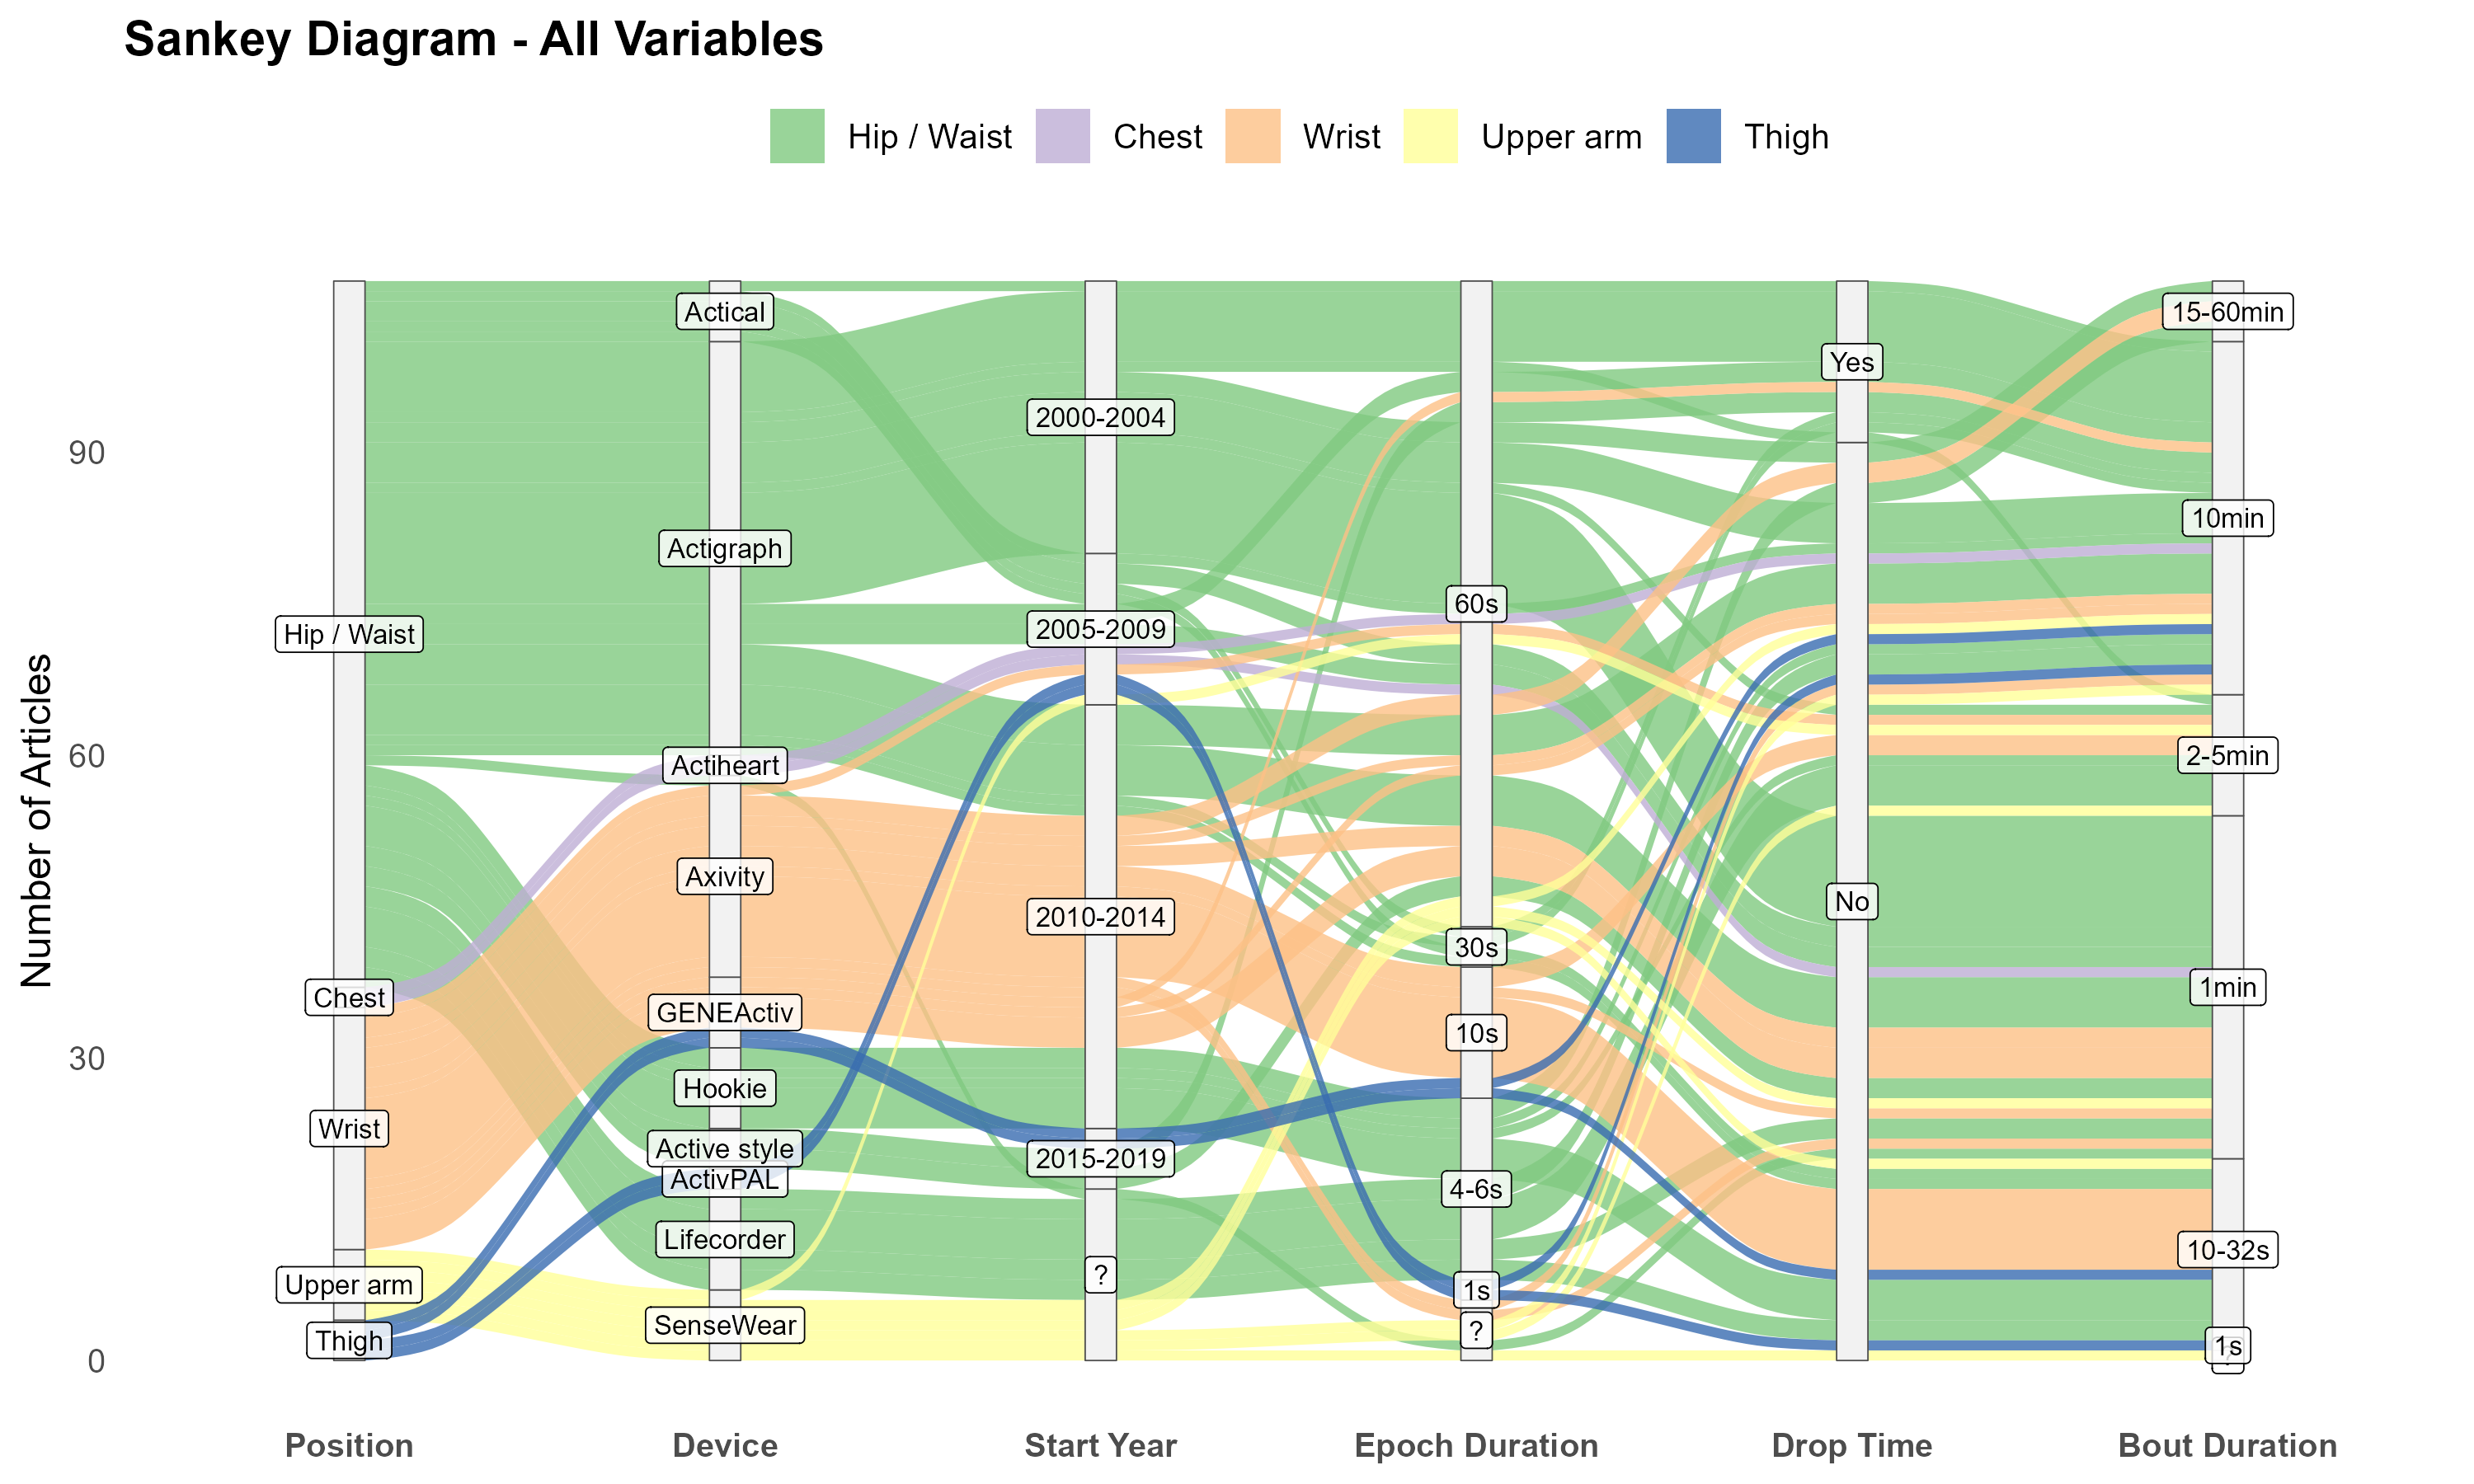 Sankey Diagram - All Variables
Hip / Waist
Chest
Wrist
Upper arm
Thigh
Number of Articles
90
60
30
0
Hip / Waist
Chest
Wrist
Upper arm
Thigh
Actical
Actigraph
Actiheart
Axivity
GENEActiv
Hookie
Active style
ActivPAL
Lifecorder
SenseWear
2000-2004
2005-2009
2010-2014
2015-2019
?
60s
30s
10s
4-6s
1s
?
Yes
No
15-60min
10min
2-5min
1min
10-32s
1s
Position
Device
Start Year
Epoch Duration
Drop Time
Bout Duration